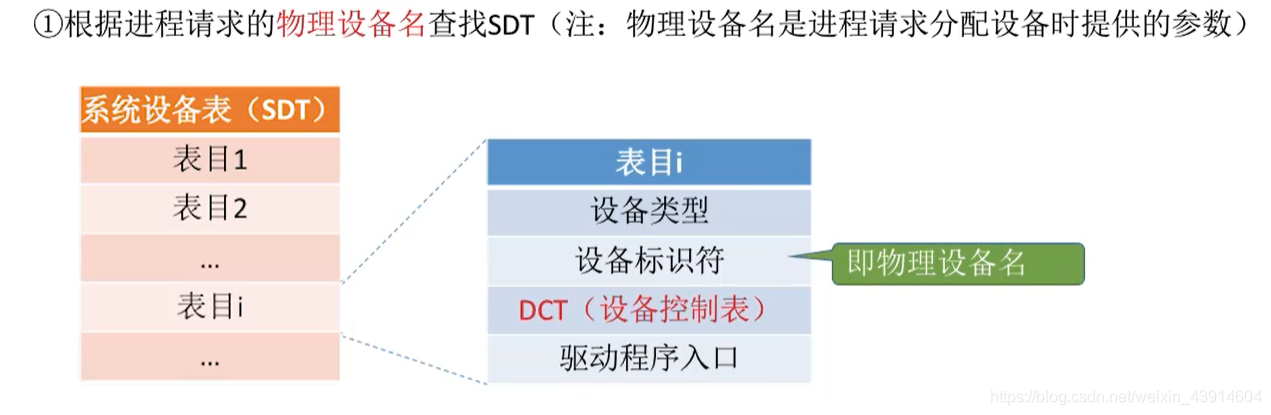 ①根据进程请求的物理设备名查找SDT（注：物理设备名是进程请求分配设备时提供的参数）
系统设备表（SDT）
表目1
表目2
...
表目i
...
表目i
设备类型
设备标识符
DCT（设备控制表）
驱动程序入口
即物理设备名
https://blog.csdn.net/weixin_43914604